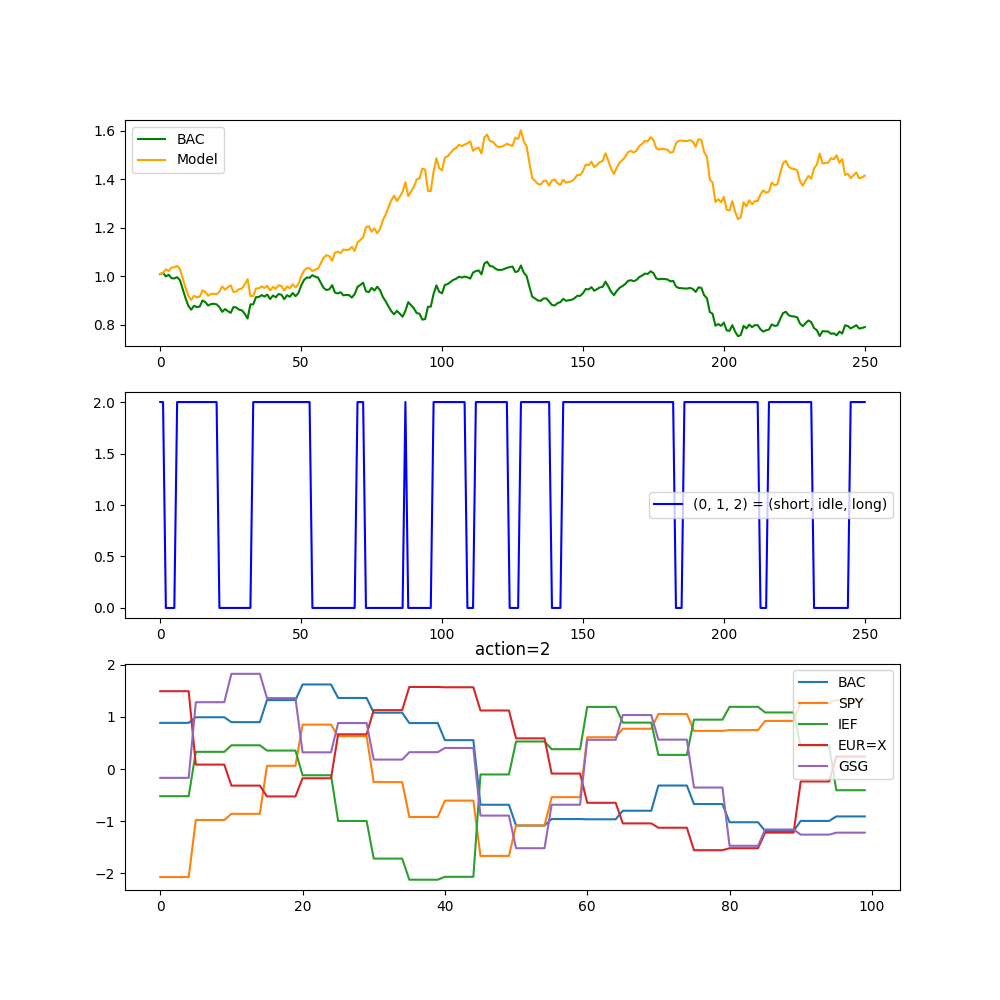 BAC
Model
1.6
1.4
1.2
1.0
0.8
0 50 100 150 200 250
2.0
1.5
1.0
0.5
0.0
(0, 1, 2) = (short, idle, long)
0 50 100 150 200 250
action=2
2
1
0
−1
−2
BAC
SPY
IEF
EUR=X
GSG
0 20 40 60 80 100